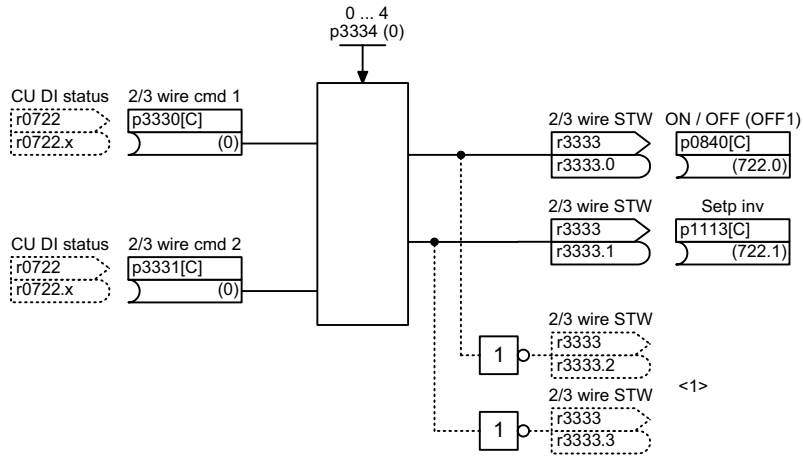 0 ... 4
p3334 (0)
CU DI status
r0722
r0722.x
2/3 wire cmd 1
p3330[C]
(0)
2/3 wire STW
r3333
r3333.0
ON / OFF (OFF1)
p0840[C]
(722.0)
2/3 wire STW
r3333
r3333.1
Setp inv
p1113[C]
(722.1)
CU DI status
r0722
r0722.x
2/3 wire cmd 2
p3331[C]
(0)
2/3 wire STW
1
r3333
r3333.2
<1>
2/3 wire STW
1
r3333
r3333.3